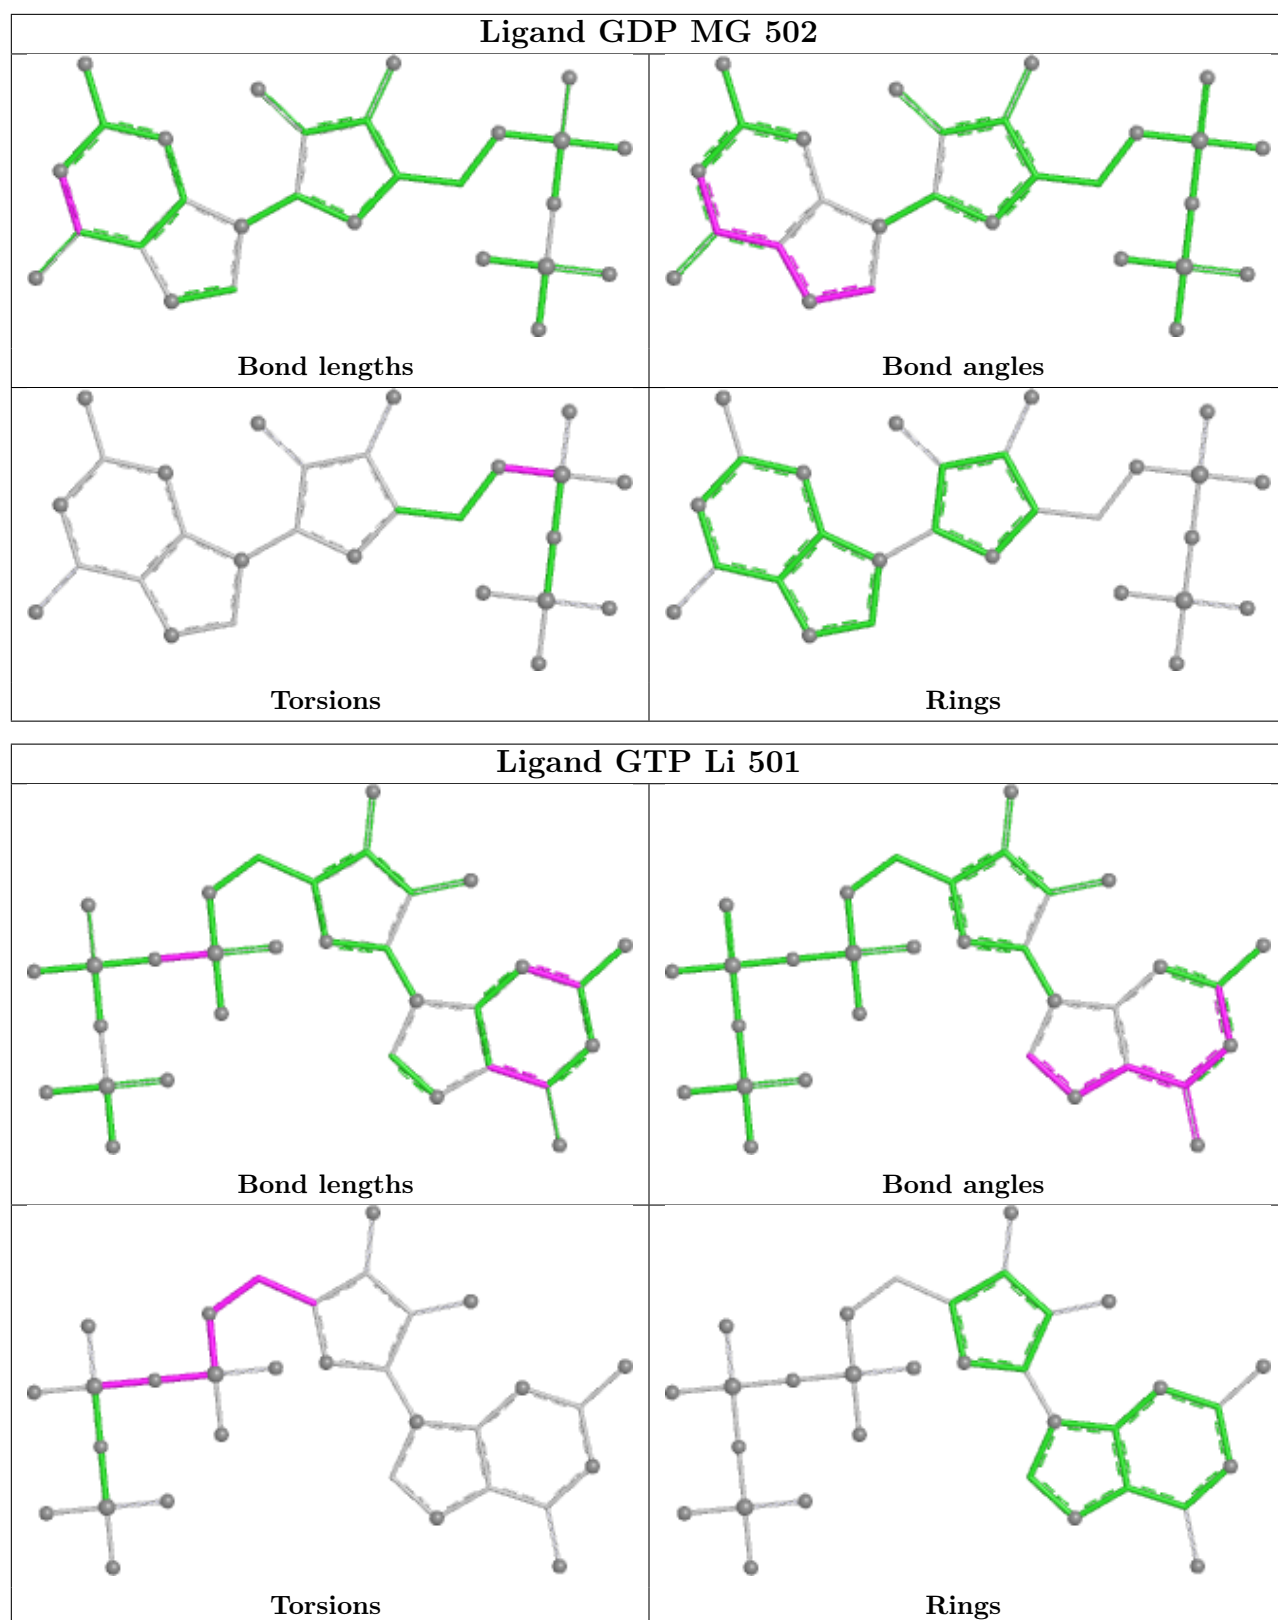 Ligand GDP MG 502
Bond lengths
Bond angles
Torsions
Rings
Ligand GTP Li 501
Bond lengths
Bond angles
Torsions
Rings